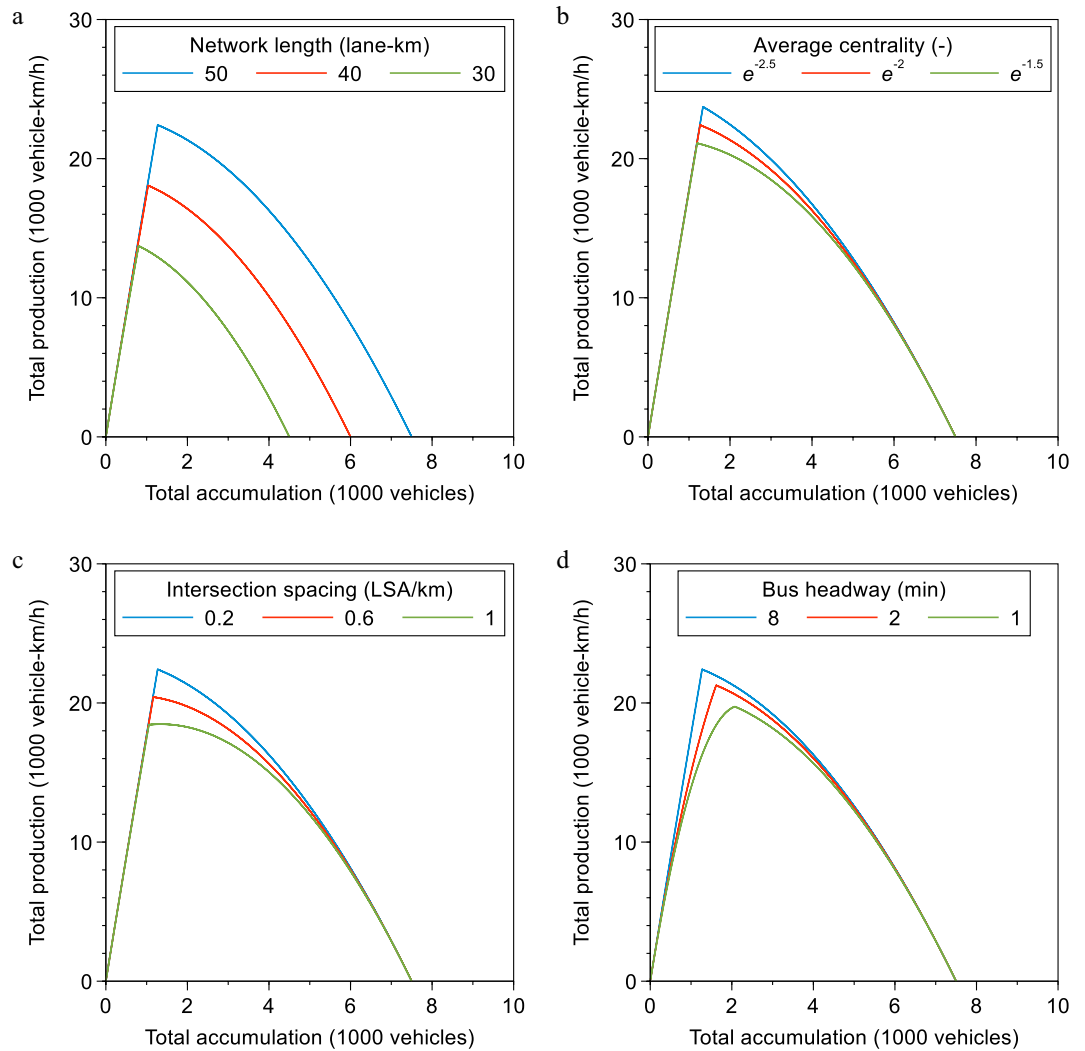 a
Network length (lane-km)
50 40 30
Total production (1000 vehicle-km/h)
30
20
10
0
0 2 4 6 8 10
Total accumulation (1000 vehicles)
b
Average centrality (-)
e^-2.5 e^-2 e^-1.5
Total production (1000 vehicle-km/h)
30
20
10
0
0 2 4 6 8 10
Total accumulation (1000 vehicles)
c
Intersection spacing (LSA/km)
0.2 0.6 1
Total production (1000 vehicle-km/h)
30
20
10
0
0 2 4 6 8 10
Total accumulation (1000 vehicles)
d
Bus headway (min)
8 2 1
Total production (1000 vehicle-km/h)
30
20
10
0
0 2 4 6 8 10
Total accumulation (1000 vehicles)